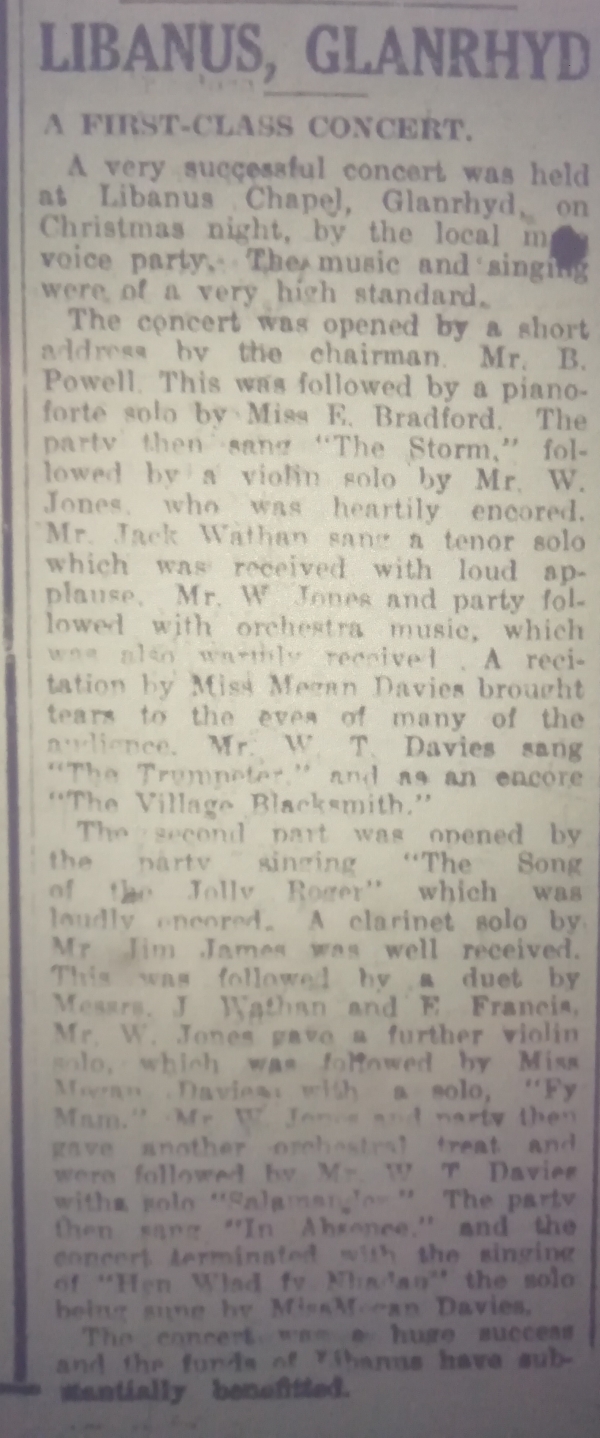 LIBANUS, GLANRHYD
A FIRST-CLASS CONCERT.
A very successful concert was held
at Libanus Chapel, Glanrhyd, on
Christmas night, by the local
voice party. The music and singing
were of a very high standard.
The concert was opened by a short
address by the chairman. Mr. B.
Powell. This was followed by a piano-
forte solo by Miss E. Bradford. The
party then sang "The Storm," fol-
lowed by a violin solo by Mr. W.
Jones, who was heartily encored.
Mr. Jack Wathan sang a tenor solo
which was received with loud ap-
plause. Mr. W Jones and party fol-
lowed with orchestra music, which
was also warmly received. A reci-
tation by Miss Megan Davies brought
tears to the eyes of many of the
audience. Mr. W. T. Davies sang
"The Trumpeter," and as an encore
"The Village Blacksmith."
The second part was opened by
the party singing "The Song
of the Jolly Roger" which was
loudly encored. A clarinet solo by
Mr Jim James was well received.
This was followed by a duet by
Messrs. J Wathan and E Francis.
Mr. W. Jones gave a further violin
solo, which was followed by Miss
Megan Davies with a solo, "Fy
Mam." Mr W. Jones and party then
gave another orchestral treat and
were followed by Mr. W T Davies
witha solo The party
then sang "In Absence," and the
concert terminated with the singing
of "Hen Wlad fy Nhadau" the solo
being sung by MissMegan Davies.
The concert was a huge success
and the funds of Libanus have sub-
stantially benefitted.